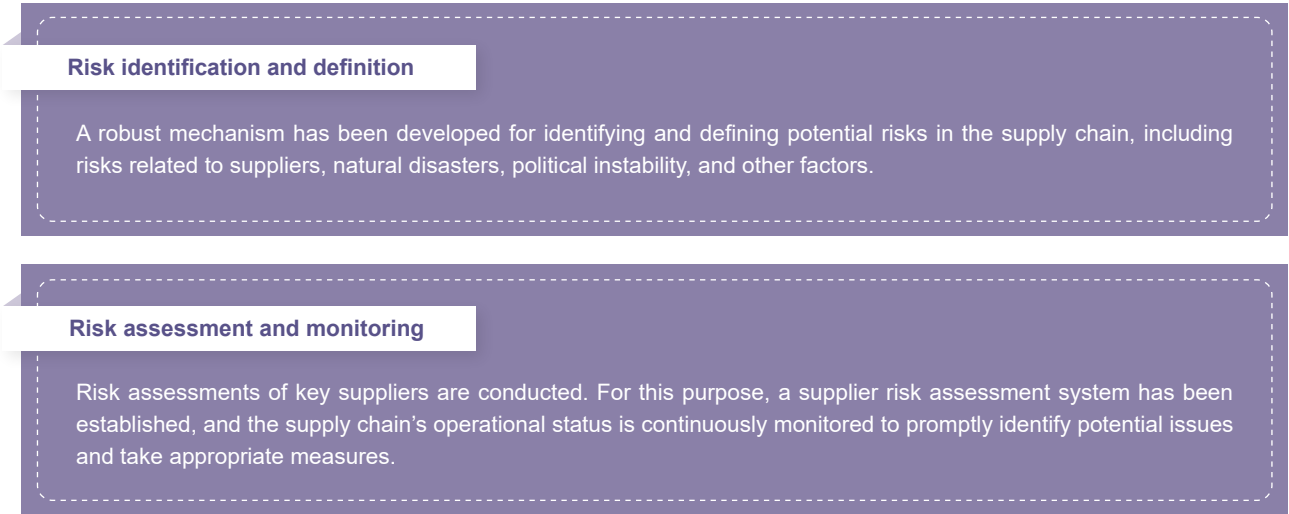 Risk identification and definition
A robust mechanism has been developed for identifying and defining potential risks in the supply chain, including
risks related to suppliers, natural disasters, political instability, and other factors.
Risk assessment and monitoring
Risk assessments of key suppliers are conducted. For this purpose, a supplier risk assessment system has been
established, and the supply chain’s operational status is continuously monitored to promptly identify potential issues
and take appropriate measures.